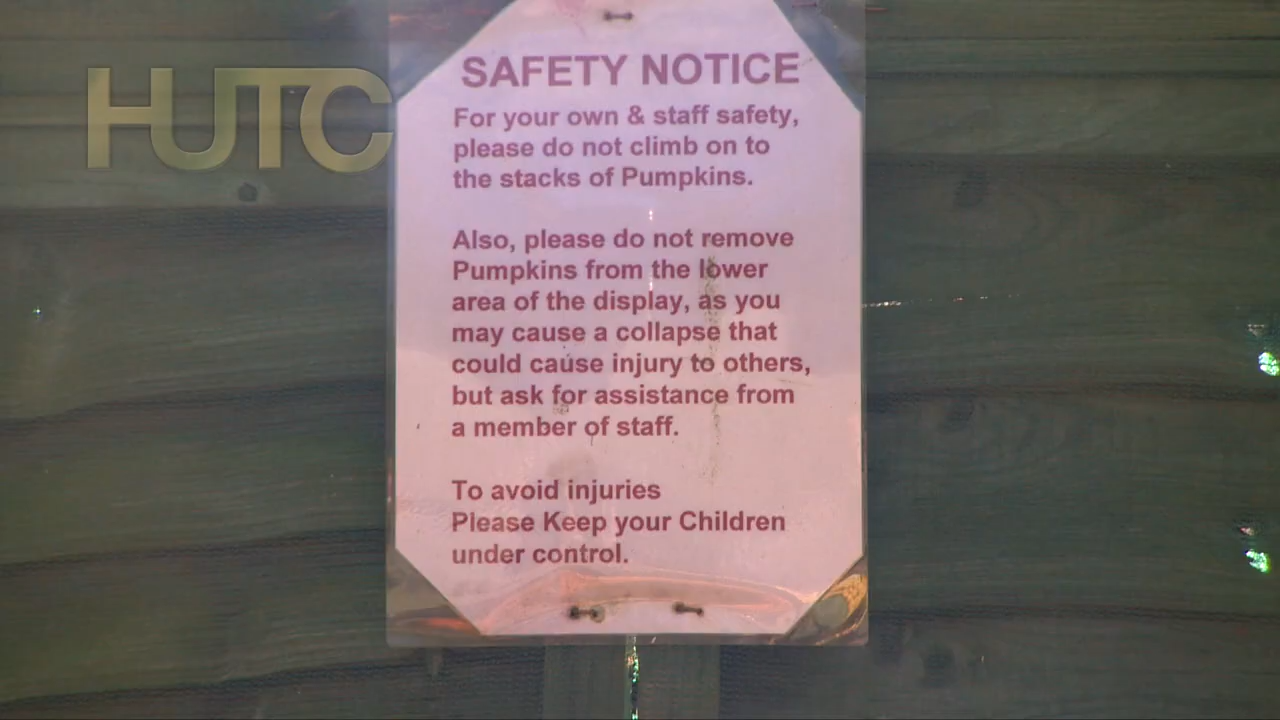 HUTC
SAFETY NOTICE
For your own & staff safety,
please do not climb on to
the stacks of Pumpkins.
Also, please do not remove
Pumpkins from the lower
area of the display, as you
may cause a collapse that
could cause injury to others,
but ask for assistance from
a member of staff.
To avoid injuries
Please Keep your Children
under control.